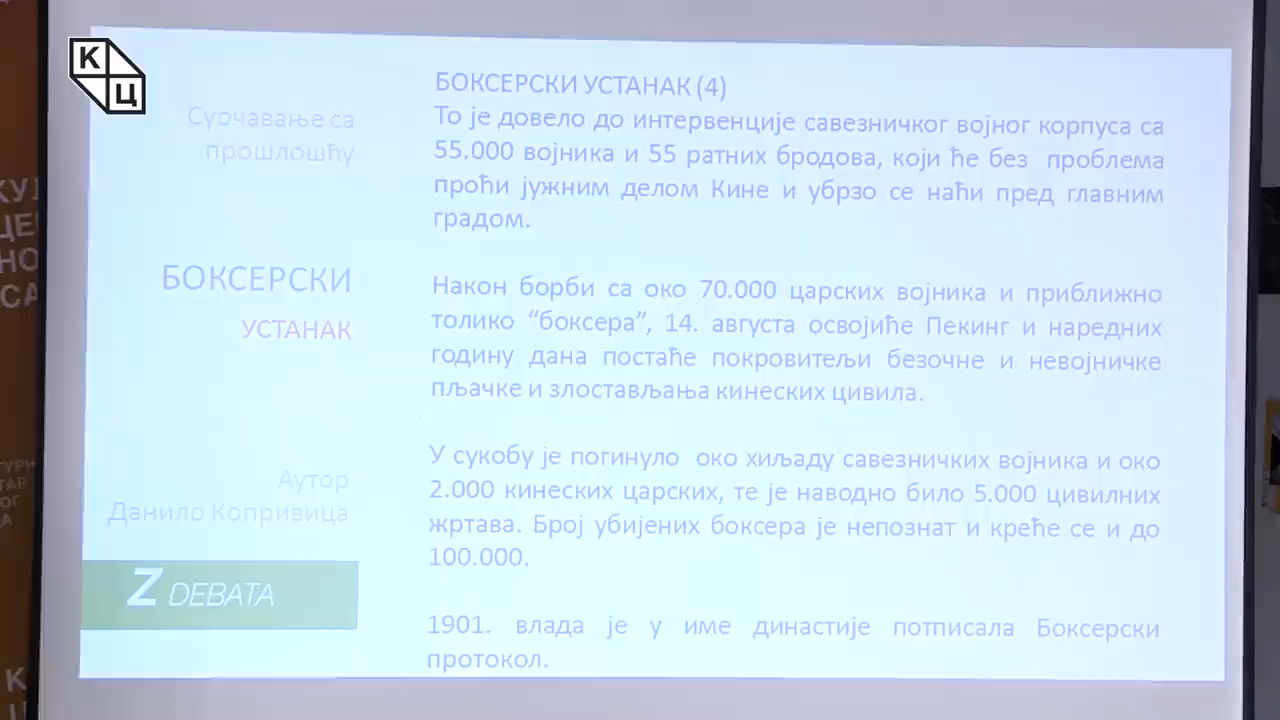 К
Ц
Суочавање са
прошлошћу
БОКСЕРСКИ
УСТАНАК
Аутор
Данило Копривица
Z DEBATA
БОКСЕРСКИ УСТАНАК (4)
То је довело до интервенције савезничког војног корпуса са
55.000 војника и 55 ратних бродова, који ће без проблема
проћи јужним делом Кине и убрзо се наћи пред главним
градом.
Након борби са око 70.000 царских војника и приближно
толико “боксера”, 14. августа освојиће Пекинг и наредних
годину дана постаће покровитељи безочне и невојничке
пљачке и злостављања кинеских цивила.
У сукобу је погинуло око хиљаду савезничких војника и око
2.000 кинеских царских, те је наводно било 5.000 цивилних
жртава. Број убијених боксера је непознат и креће се и до
100.000.
1901. влада је у име династије потписала Боксерски
протокол.